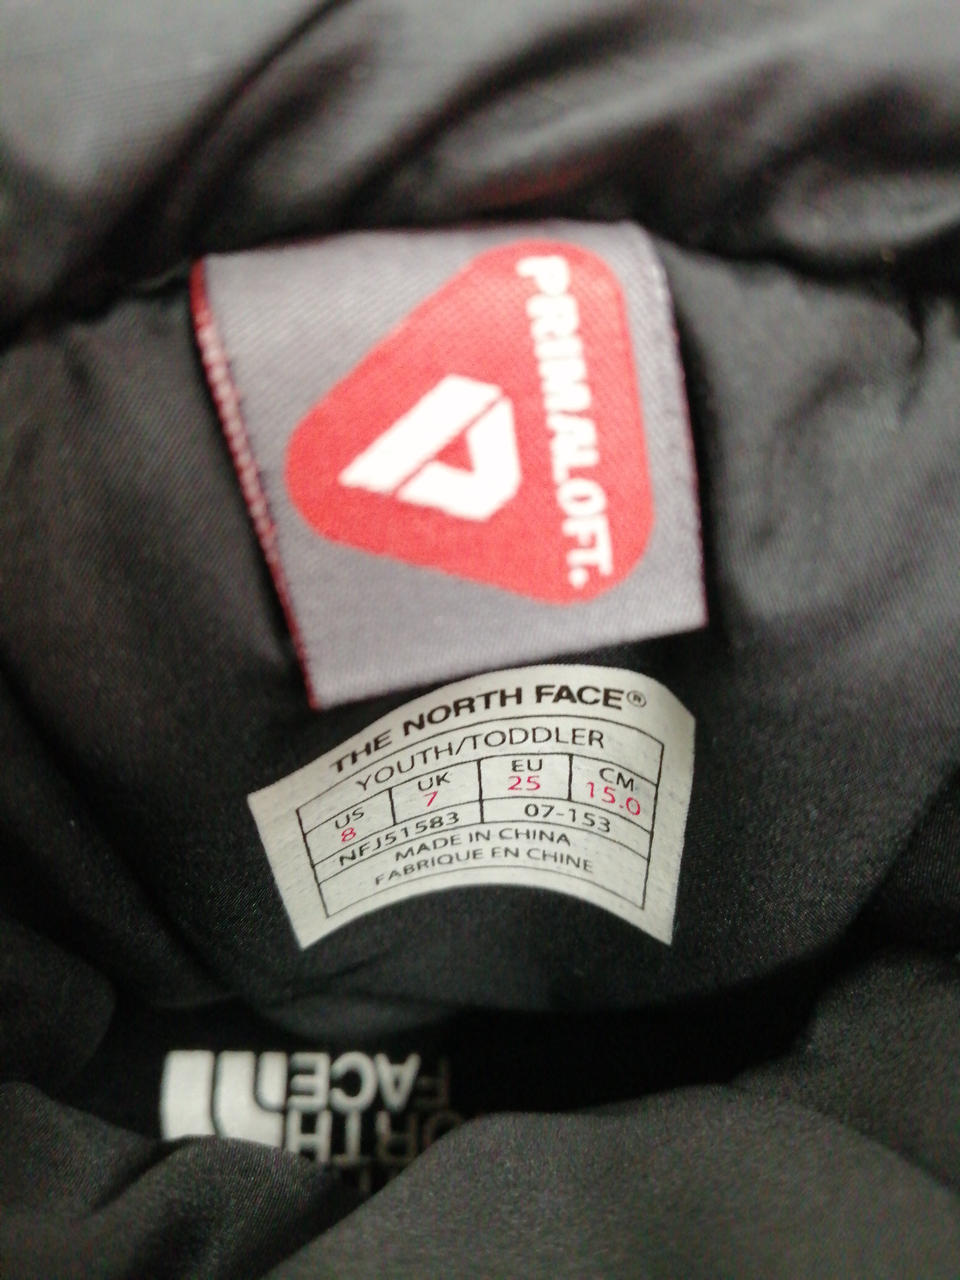 PRIMALOFT.
THE NORTH FACE®
YOUTH/TODDLER
US UK EU CM
8 7 25 15.0
NFJ51583 07-153
MADE IN CHINA
FABRIQUE EN CHINE
NORTH
FACE